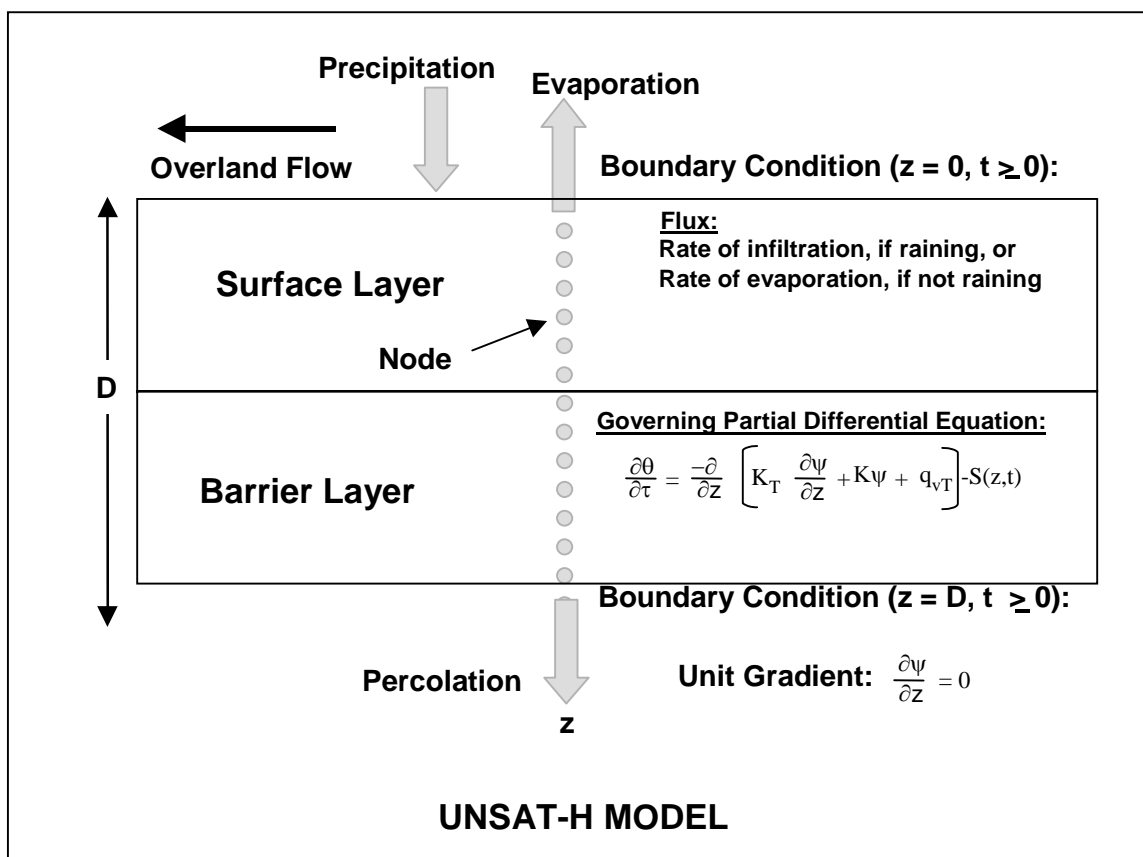 Precipitation
Evaporation
Overland Flow
Boundary Condition (z = 0, t ≥ 0):
Flux:
Rate of infiltration, if raining, or
Rate of evaporation, if not raining
Surface Layer
Node
D
Governing Partial Differential Equation:
∂θ/∂τ = -∂/∂z [K_T ∂ψ/∂z + Kψ + q_vT] -S(z,t)
Barrier Layer
Boundary Condition (z = D, t ≥ 0):
Percolation
Unit Gradient: ∂ψ/∂z = 0
z
UNSAT-H MODEL